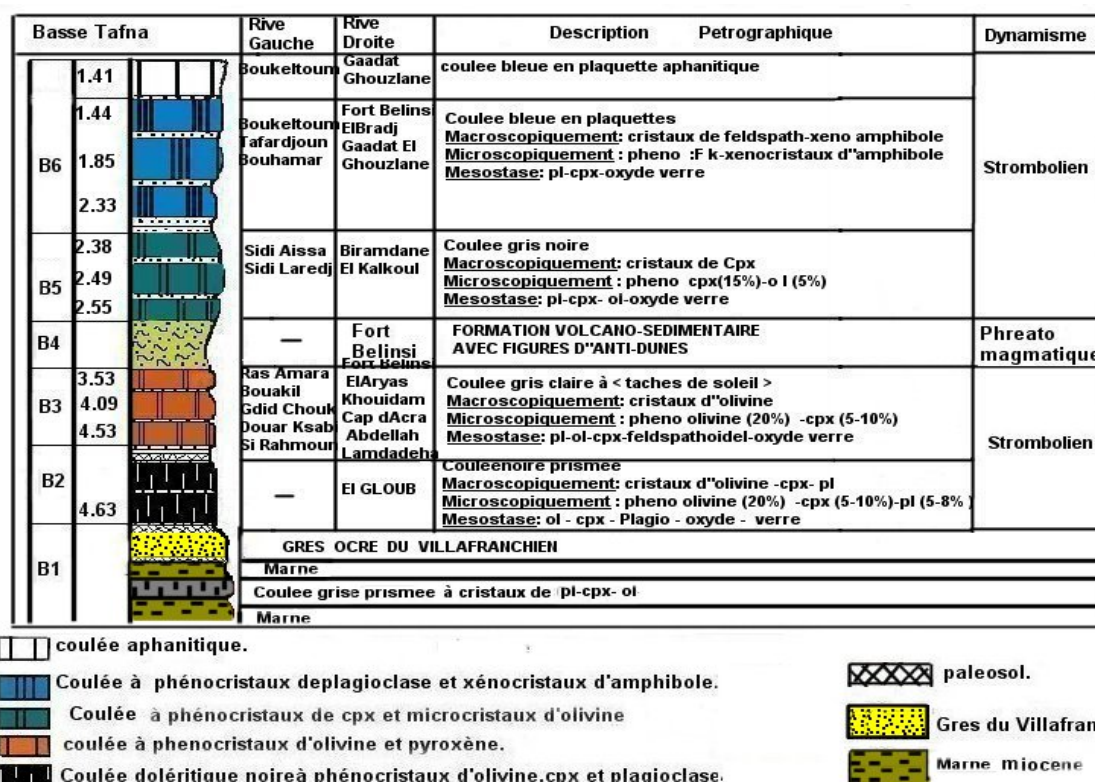 Basse Tafna
Rive Gauche
Rive Droite
Description Petrographique
Dynamisme
B6
1.41
Boukeltoum
Gaadat Ghouzlane
coulee bleue en plaquette aphanitique
1.44
1.85
2.33
Boukeltoum
Tafardjoun
Bouhamar
Fort Belinsi
ElBradj
Gaadat El
Ghouzlane
Coulee bleue en plaquettes
Macroscopiquement: cristaux de feldspath-xeno amphibole
Microscopiquement : pheno :F k-xenocristaux d"amphibole
Mesostase: pl-cpx-oxyde verre
Strombolien
B5
2.38
2.49
2.55
Sidi Aissa
Sidi Laredj
Biramdane
El Kalkoul
Coulee gris noire
Macroscopiquement: cristaux de Cpx
Microscopiquement : pheno cpx(15%)-o l (5%)
Mesostase: pl-cpx- ol-oxyde verre
B4
—
Fort
Belinsi
FORMATION VOLCANO-SEDIMENTAIRE
AVEC FIGURES D"ANTI-DUNES
Phreato
magmatique
B3
3.53
4.09
4.53
Ras Amara
Bouakil
Gdid Chouk
Douar Ksab
Si Rahmoun
Fort Belinsi
ElAryas
Khouidam
Cap dAcra
Abdellah
Lamdadeha
Coulee gris claire à < taches de soleil >
Macroscopiquement: cristaux d"olivine
Microscopiquement : pheno olivine (20%) -cpx (5-10%)
Mesostase: pl-ol-cpx-feldspathoidel-oxyde verre
Strombolien
B2
4.63
—
El GLOUB
Couleenoire prismee
Macroscopiquement: cristaux d"olivine -cpx- pl
Microscopiquement : pheno olivine (20%) -cpx (5-10%)-pl (5-8% )
Mesostase: ol - cpx - Plagio - oxyde - verre
B1
GRES OCRE DU VILLAFRANCHIEN
Marne
Coulee grise prismee à cristaux de pl-cpx- ol
Marne
coulée aphanitique.
Coulée à phénocristaux deplagioclase et xénocristaux d'amphibole.
Coulée à phénocristaux de cpx et microcristaux d'olivine
coulée à phenocristaux d'olivine et pyroxène.
Coulée doléritique noireà phénocristaux d'olivine,cpx et plagioclase.
paleosol.
Gres du Villafran
Marne miocene